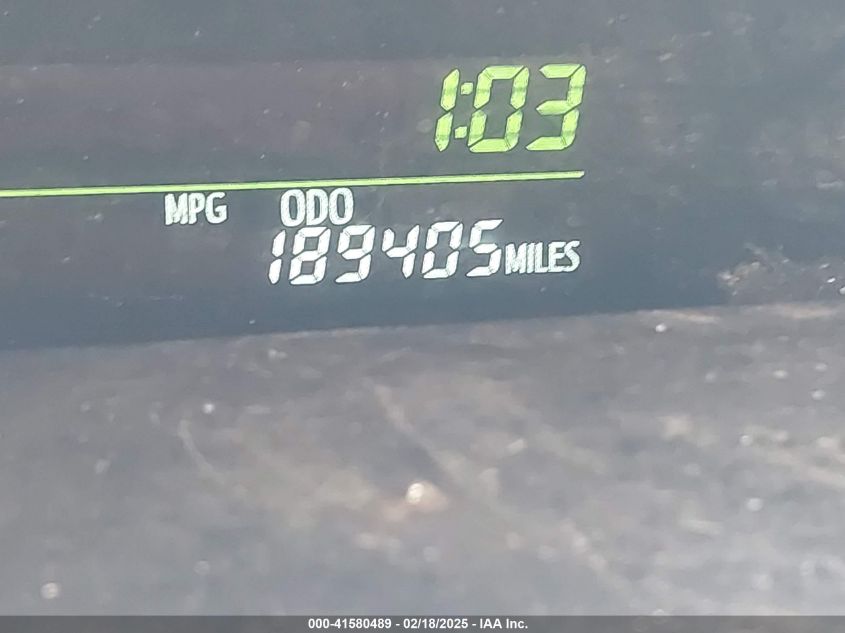 1:03
MPG ODO
189405 MILES
000-41580489 - 02/18/2025 - IAA Inc.